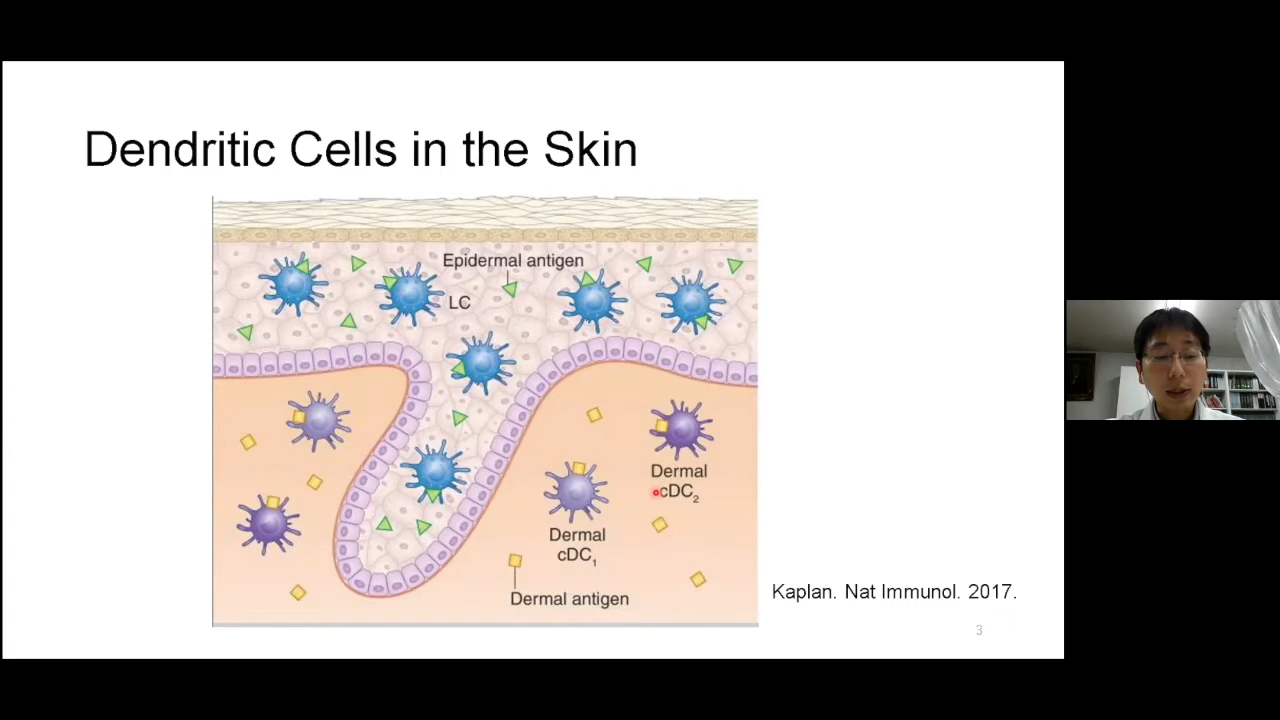 Dendritic Cells in the Skin
Epidermal antigen
LC
Dermal
cDC₂
Dermal
cDC₁
Dermal antigen
Kaplan. Nat Immunol. 2017.
3